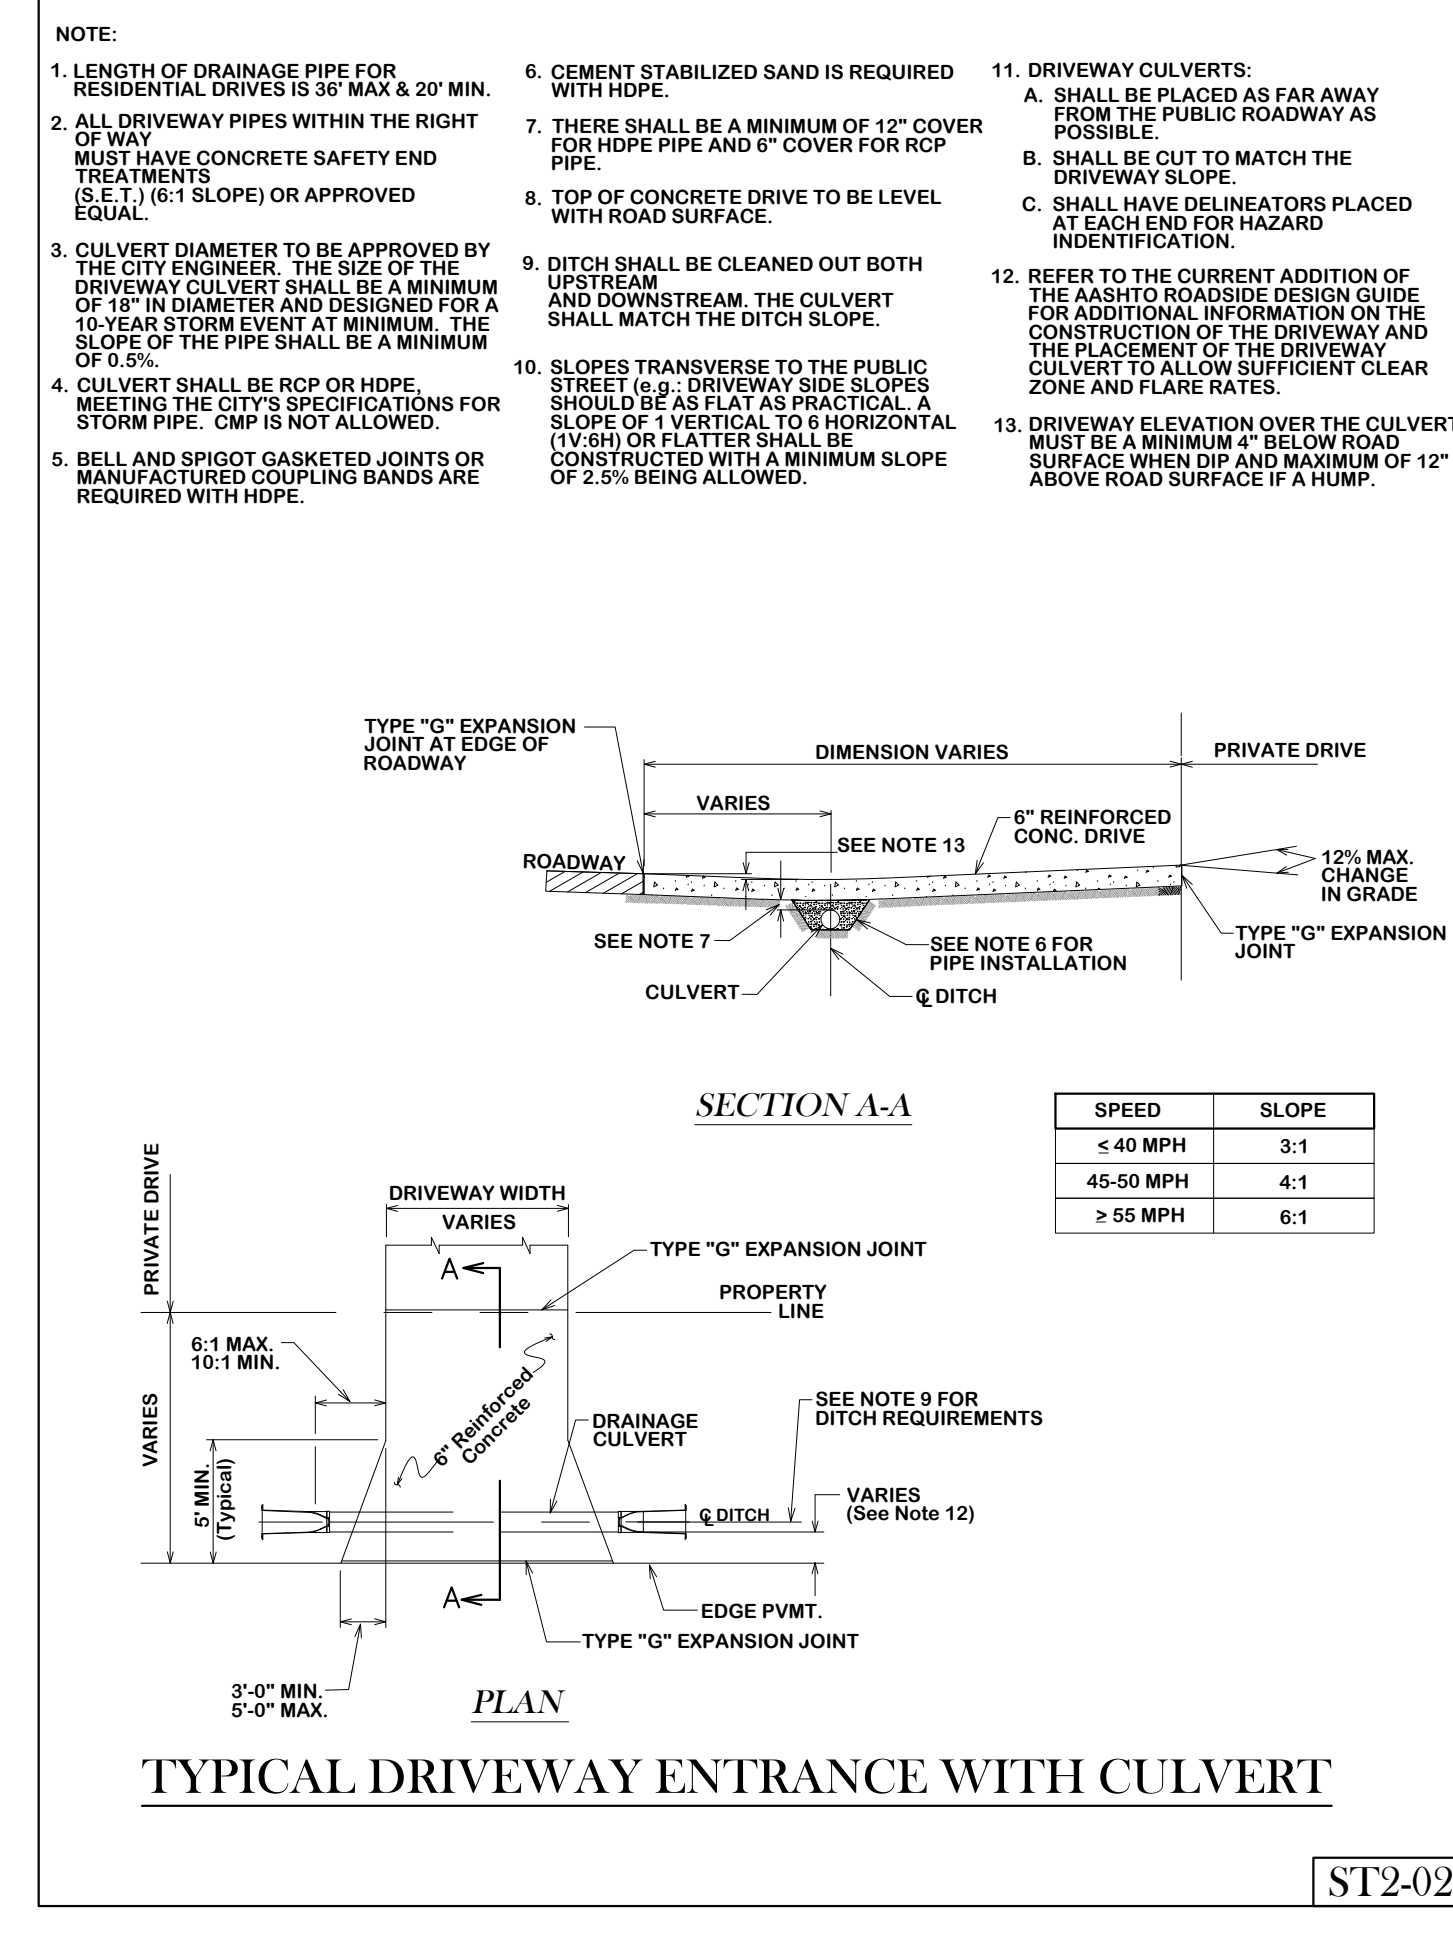 NOTE:
1. LENGTH OF DRAINAGE PIPE FOR
RESIDENTIAL DRIVES IS 36' MAX & 20' MIN.
2. ALL DRIVEWAY PIPES WITHIN THE RIGHT
OF WAY
MUST HAVE CONCRETE SAFETY END
TREATMENTS
(S.E.T.) (6:1 SLOPE) OR APPROVED
EQUAL.
3. CULVERT DIAMETER TO BE APPROVED BY
THE CITY ENGINEER. THE SIZE OF THE
DRIVEWAY CULVERT SHALL BE A MINIMUM
OF 18" IN DIAMETER AND DESIGNED FOR A
10-YEAR STORM EVENT AT MINIMUM. THE
SLOPE OF THE PIPE SHALL BE A MINIMUM
OF 0.5%.
4. CULVERT SHALL BE RCP OR HDPE,
MEETING THE CITY'S SPECIFICATIONS FOR
STORM PIPE. CMP IS NOT ALLOWED.
5. BELL AND SPIGOT GASKETED JOINTS OR
MANUFACTURED COUPLING BANDS ARE
REQUIRED WITH HDPE.
6. CEMENT STABILIZED SAND IS REQUIRED
WITH HDPE.
7. THERE SHALL BE A MINIMUM OF 12" COVER
FOR HDPE PIPE AND 6" COVER FOR RCP
PIPE.
8. TOP OF CONCRETE DRIVE TO BE LEVEL
WITH ROAD SURFACE.
9. DITCH SHALL BE CLEANED OUT BOTH
UPSTREAM
AND DOWNSTREAM. THE CULVERT
SHALL MATCH THE DITCH SLOPE.
10. SLOPES TRANSVERSE TO THE PUBLIC
STREET (e.g.: DRIVEWAY SIDE SLOPES
SHOULD BE AS FLAT AS PRACTICAL. A
SLOPE OF 1 VERTICAL TO 6 HORIZONTAL
(1V:6H) OR FLATTER SHALL BE
CONSTRUCTED WITH A MINIMUM SLOPE
OF 2.5% BEING ALLOWED.
11. DRIVEWAY CULVERTS:
A. SHALL BE PLACED AS FAR AWAY
FROM THE PUBLIC ROADWAY AS
POSSIBLE.
B. SHALL BE CUT TO MATCH THE
DRIVEWAY SLOPE.
C. SHALL HAVE DELINEATORS PLACED
AT EACH END FOR HAZARD
INDENTIFICATION.
12. REFER TO THE CURRENT ADDITION OF
THE AASHTO ROADSIDE DESIGN GUIDE
FOR ADDITIONAL INFORMATION ON THE
CONSTRUCTION OF THE DRIVEWAY AND
THE PLACEMENT OF THE DRIVEWAY
CULVERT TO ALLOW SUFFICIENT CLEAR
ZONE AND FLARE RATES.
13. DRIVEWAY ELEVATION OVER THE CULVERT
MUST BE A MINIMUM 4" BELOW ROAD
SURFACE WHEN DIP AND MAXIMUM OF 12"
ABOVE ROAD SURFACE IF A HUMP.
TYPE "G" EXPANSION
JOINT AT EDGE OF
ROADWAY
DIMENSION VARIES
PRIVATE DRIVE
VARIES
6" REINFORCED
CONC. DRIVE
SEE NOTE 13
ROADWAY
12% MAX.
CHANGE
IN GRADE
SEE NOTE 7
SEE NOTE 6 FOR
PIPE INSTALLATION
TYPE "G" EXPANSION
JOINT
CULVERT
℄ DITCH
SECTION A-A
SPEED SLOPE
≤ 40 MPH 3:1
45-50 MPH 4:1
≥ 55 MPH 6:1
PRIVATE DRIVE
DRIVEWAY WIDTH
VARIES
TYPE "G" EXPANSION JOINT
A
PROPERTY
LINE
6:1 MAX.
10:1 MIN.
VARIES
6" Reinforced
Concrete
DRAINAGE
CULVERT
SEE NOTE 9 FOR
DITCH REQUIREMENTS
5' MIN.
(Typical)
℄ DITCH
VARIES
(See Note 12)
A
EDGE PVMT.
TYPE "G" EXPANSION JOINT
3'-0" MIN.
5'-0" MAX.
PLAN
TYPICAL DRIVEWAY ENTRANCE WITH CULVERT
ST2-02